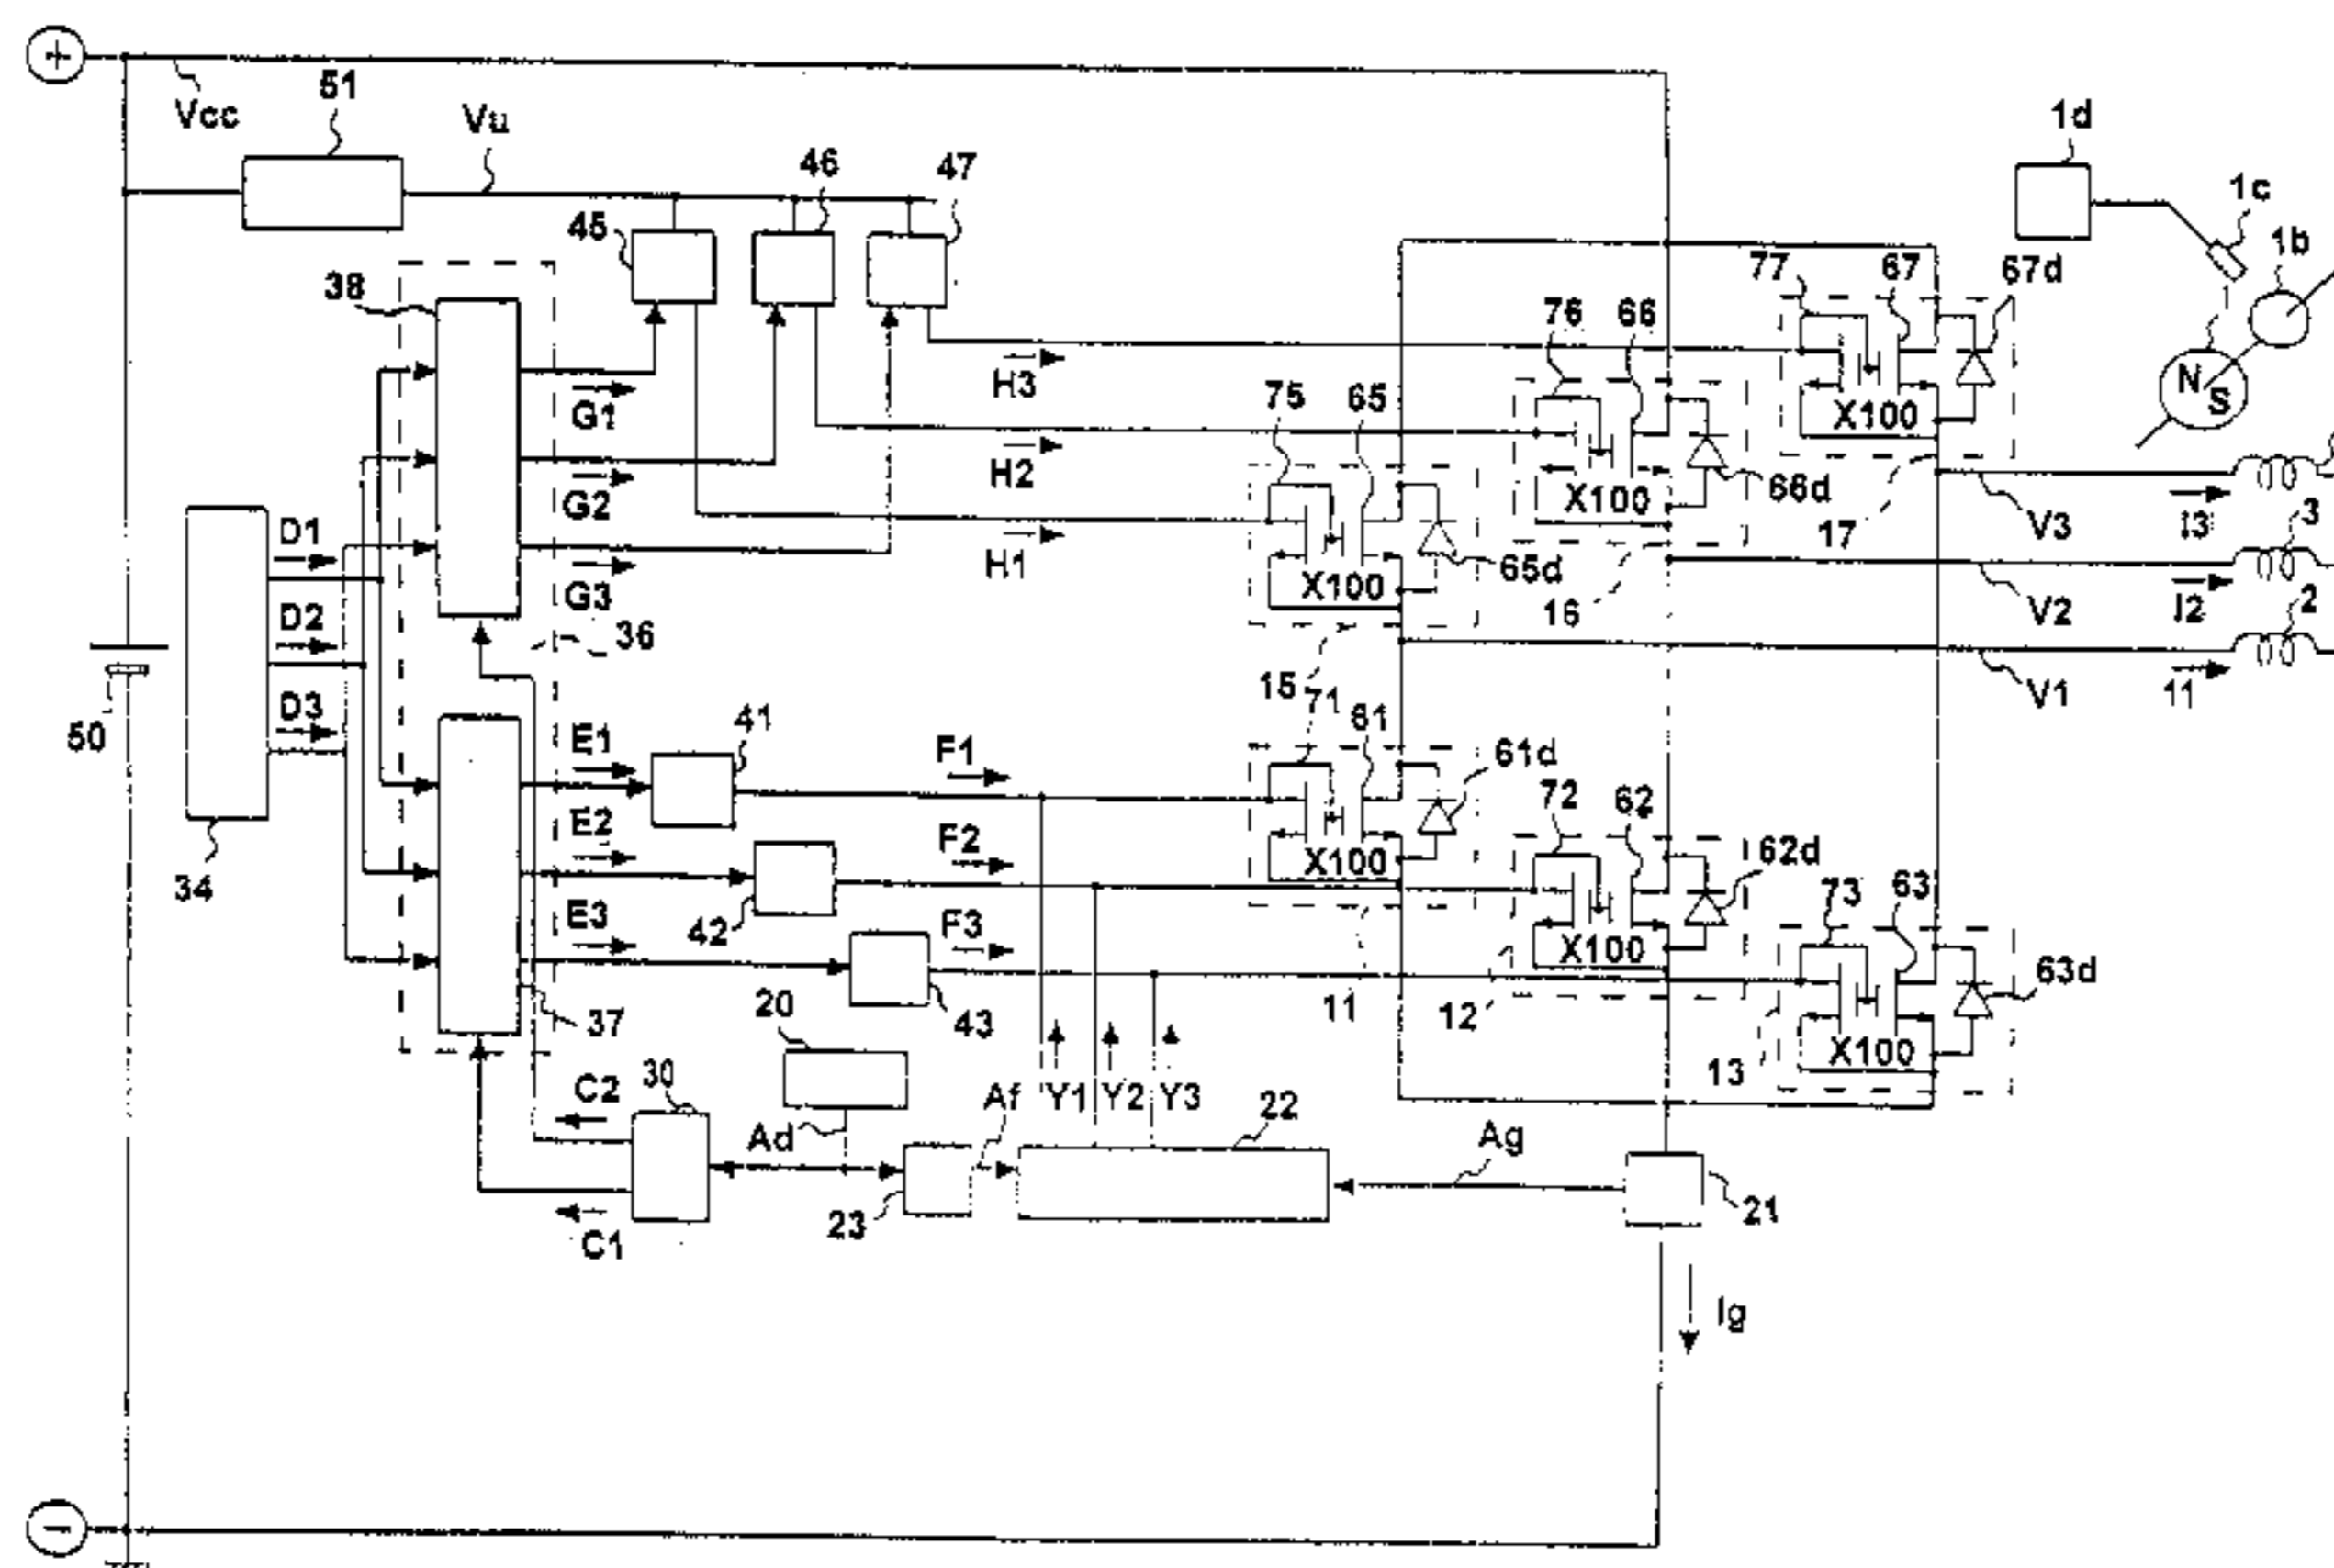 +
Vcc
51
Vu
46
47
45
38
1d
1c
1b
N
S
77
67
67d
X100
76
66
66d
X100
75
65
65d
X100
G1
G2
G3
H3
H2
H1
17
V3
I3
3
16
V2
I2
2
V1
11
D1
D2
D3
50
34
36
15
71
61
61d
X100
E1
E2
E3
41
42
43
F1
F2
F3
72
62
62d
X100
73
63
63d
X100
11
12
13
37
20
C2
30
Ad
Af
Y1
Y2
Y3
22
Ag
21
23
C1
Ig
−